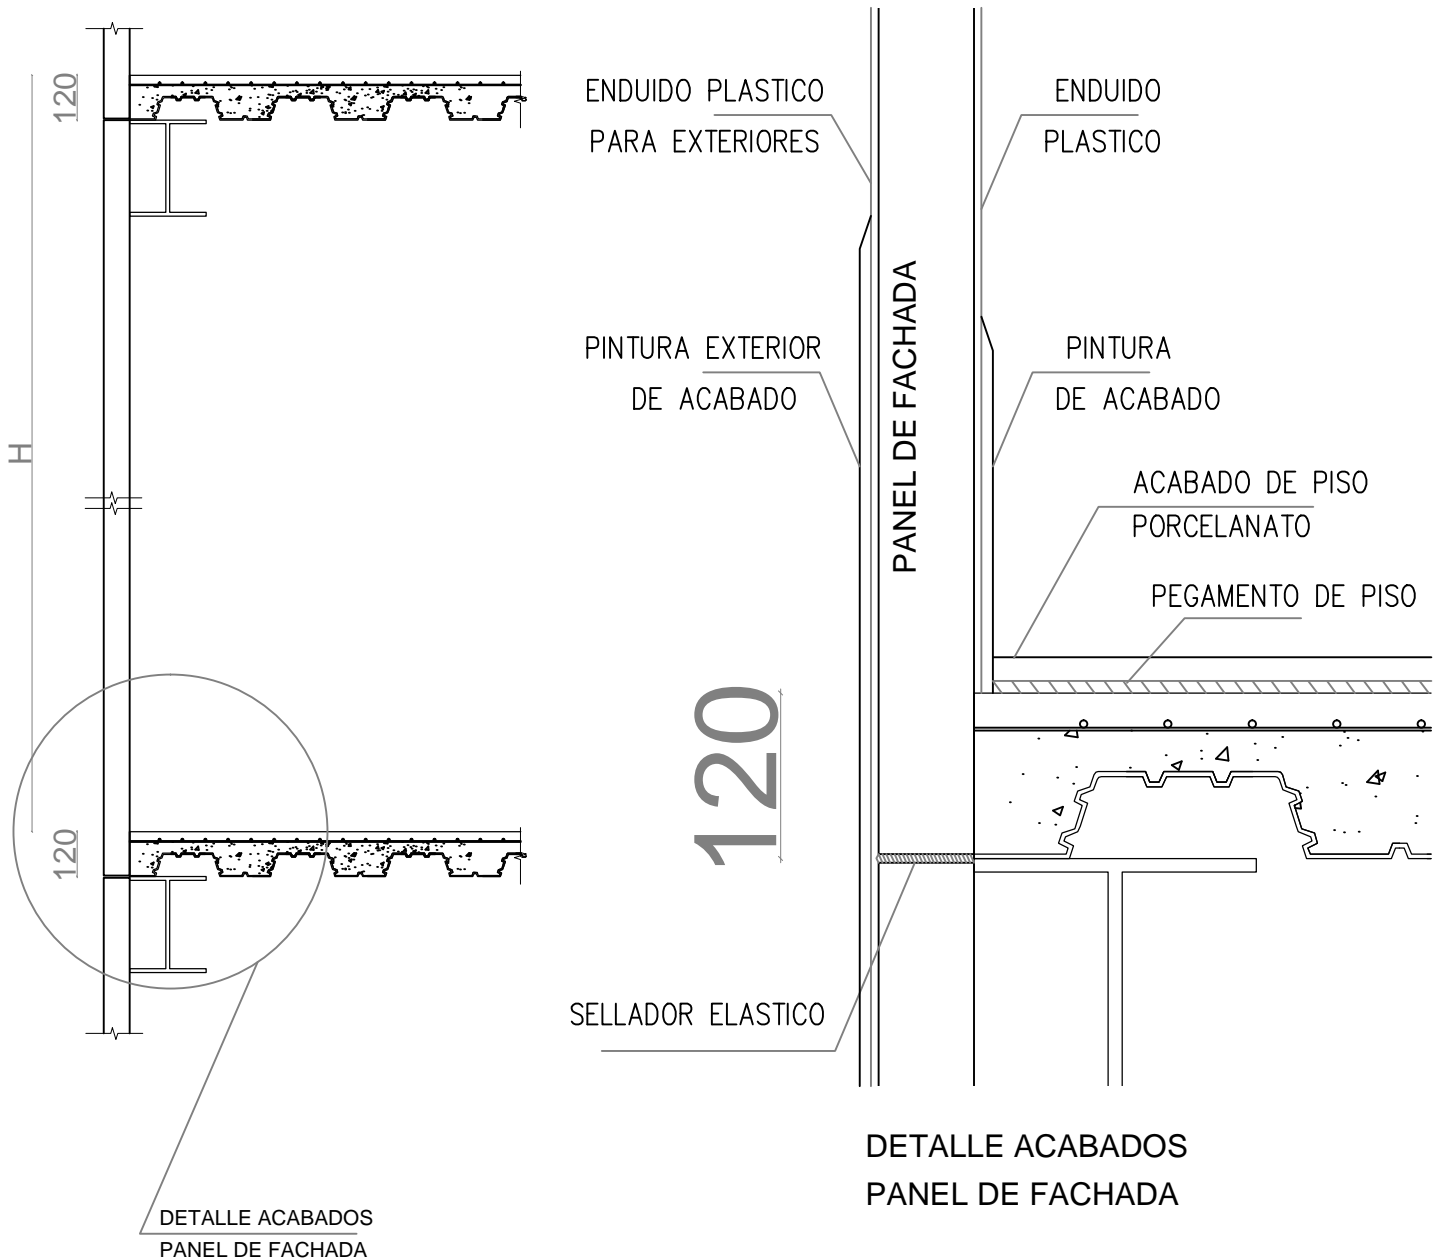 120
H
120
DETALLE ACABADOS
PANEL DE FACHADA
ENDUIDO PLASTICO
PARA EXTERIORES
ENDUIDO
PLASTICO
PANEL DE FACHADA
PINTURA EXTERIOR
DE ACABADO
PINTURA
DE ACABADO
ACABADO DE PISO
PORCELANATO
PEGAMENTO DE PISO
120
SELLADOR ELASTICO
DETALLE ACABADOS
PANEL DE FACHADA